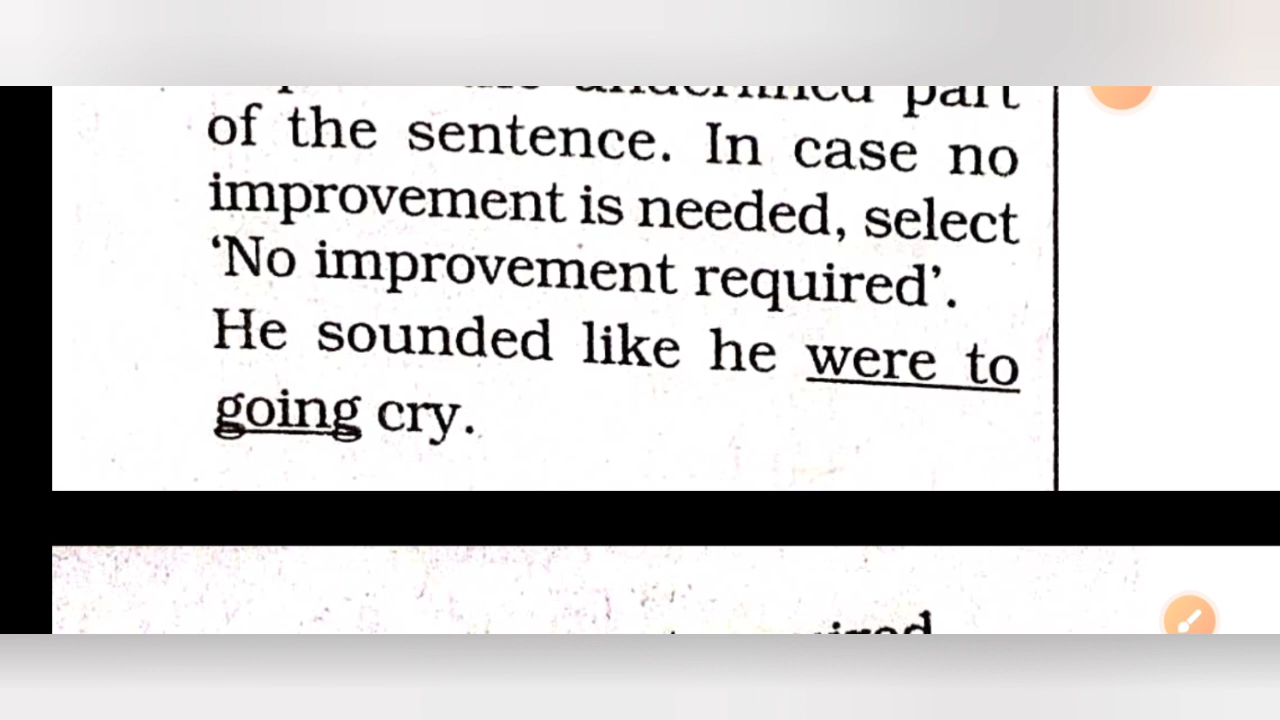 part
of the sentence. In case no
improvement is needed, select
‘No improvement required’.
He sounded like he were to
going cry.